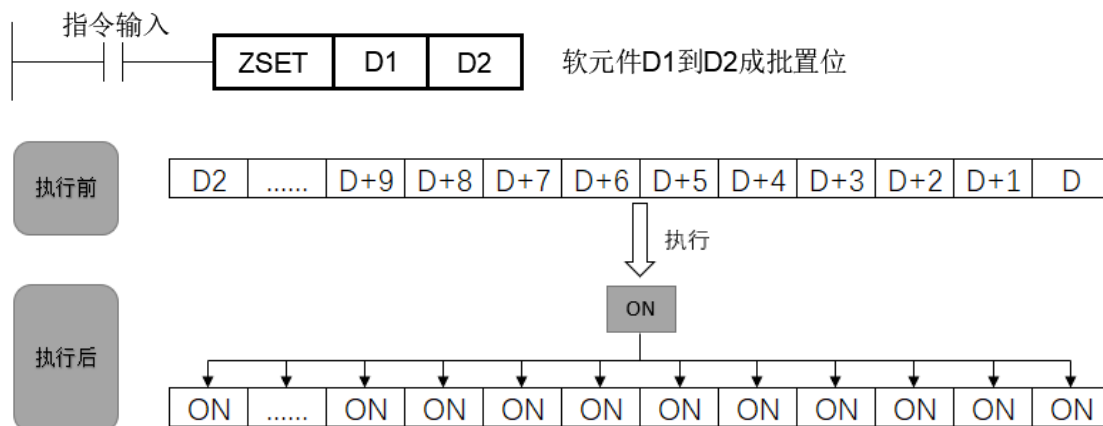 指令输入
ZSET D1 D2 软元件D1到D2成批置位
执行前 D2 ...... D+9 D+8 D+7 D+6 D+5 D+4 D+3 D+2 D+1 D
执行
ON
执行后
ON ...... ON ON ON ON ON ON ON ON ON ON